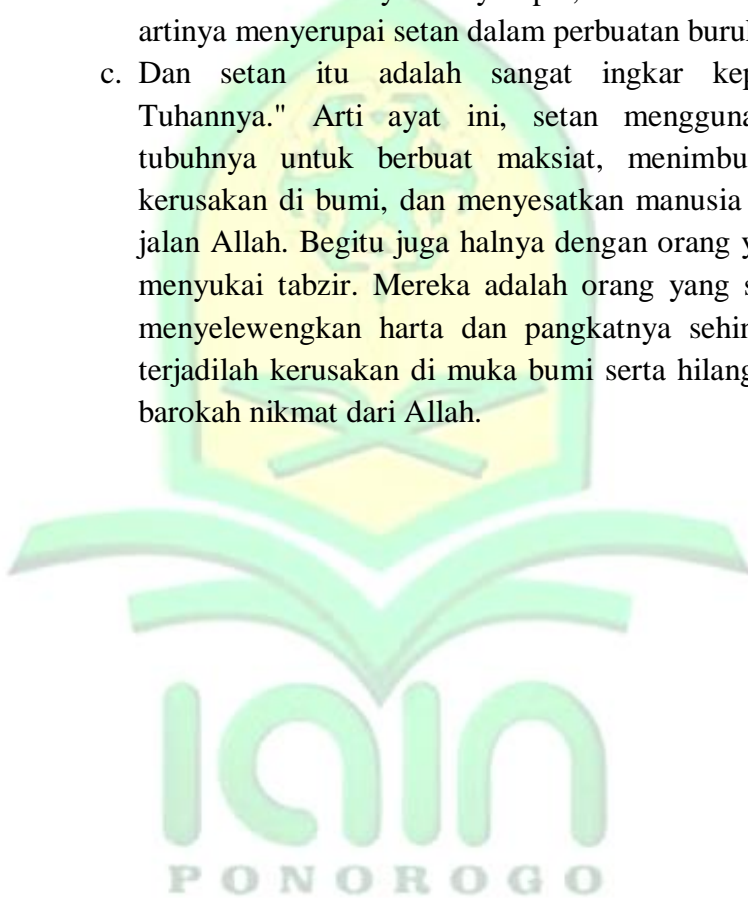 artinya menyerupai setan dalam perbuatan
c. Dan setan itu adalah sangat ingkar
Tuhannya." Arti ayat ini, setan
tubuhnya untuk berbuat maksiat,
kerusakan di bumi, dan menyesatkan manusia
jalan Allah. Begitu juga halnya dengan orang
menyukai tabzir. Mereka adalah orang yang
menyelewengkan harta dan pangkatnya
terjadilah kerusakan di muka bumi serta
barokah nikmat dari Allah.
iain
PONOROGO